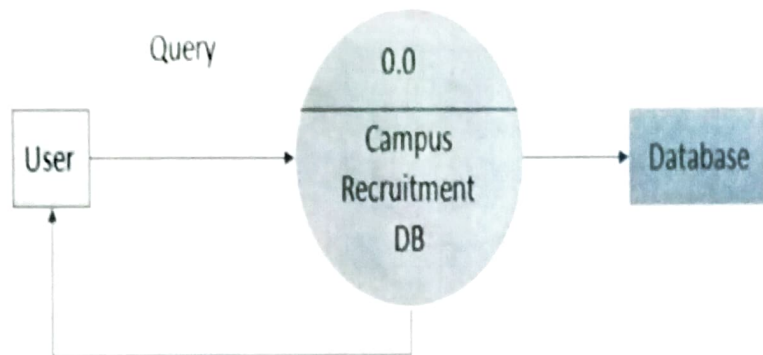 Query
0.0
User
Campus
Recruitment
DB
Database